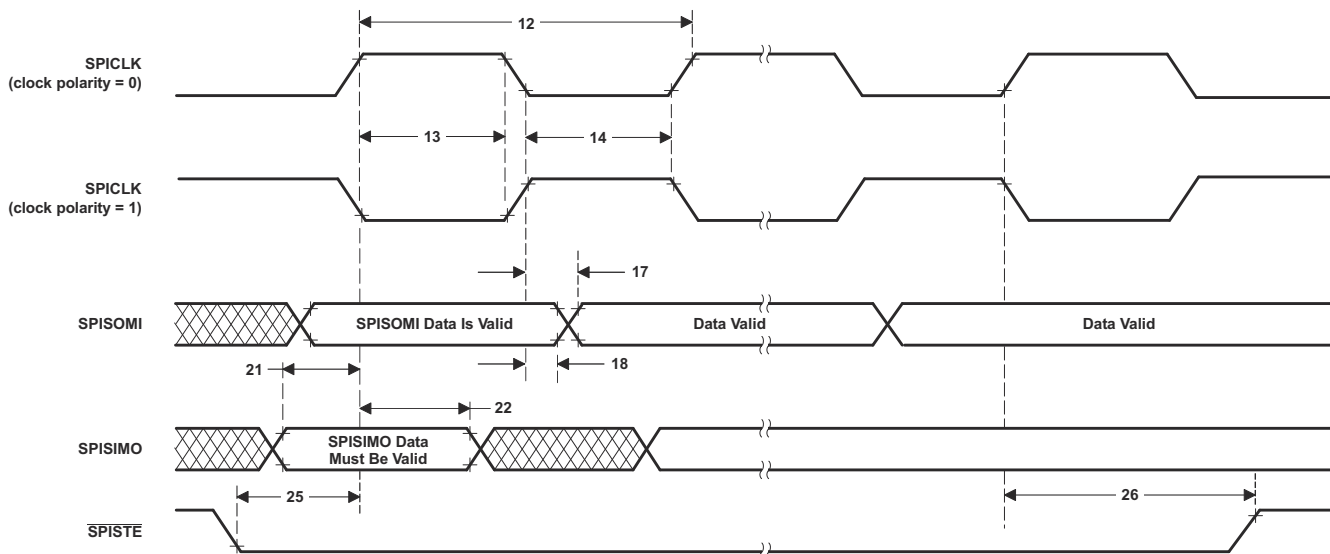 12
SPICLK
(clock polarity = 0)
13
14
SPICLK
(clock polarity = 1)
17
SPISOMI
SPISOMI Data Is Valid
Data Valid
Data Valid
21
18
22
SPISIMO
SPISIMO Data
Must Be Valid
25
26
SPISTE